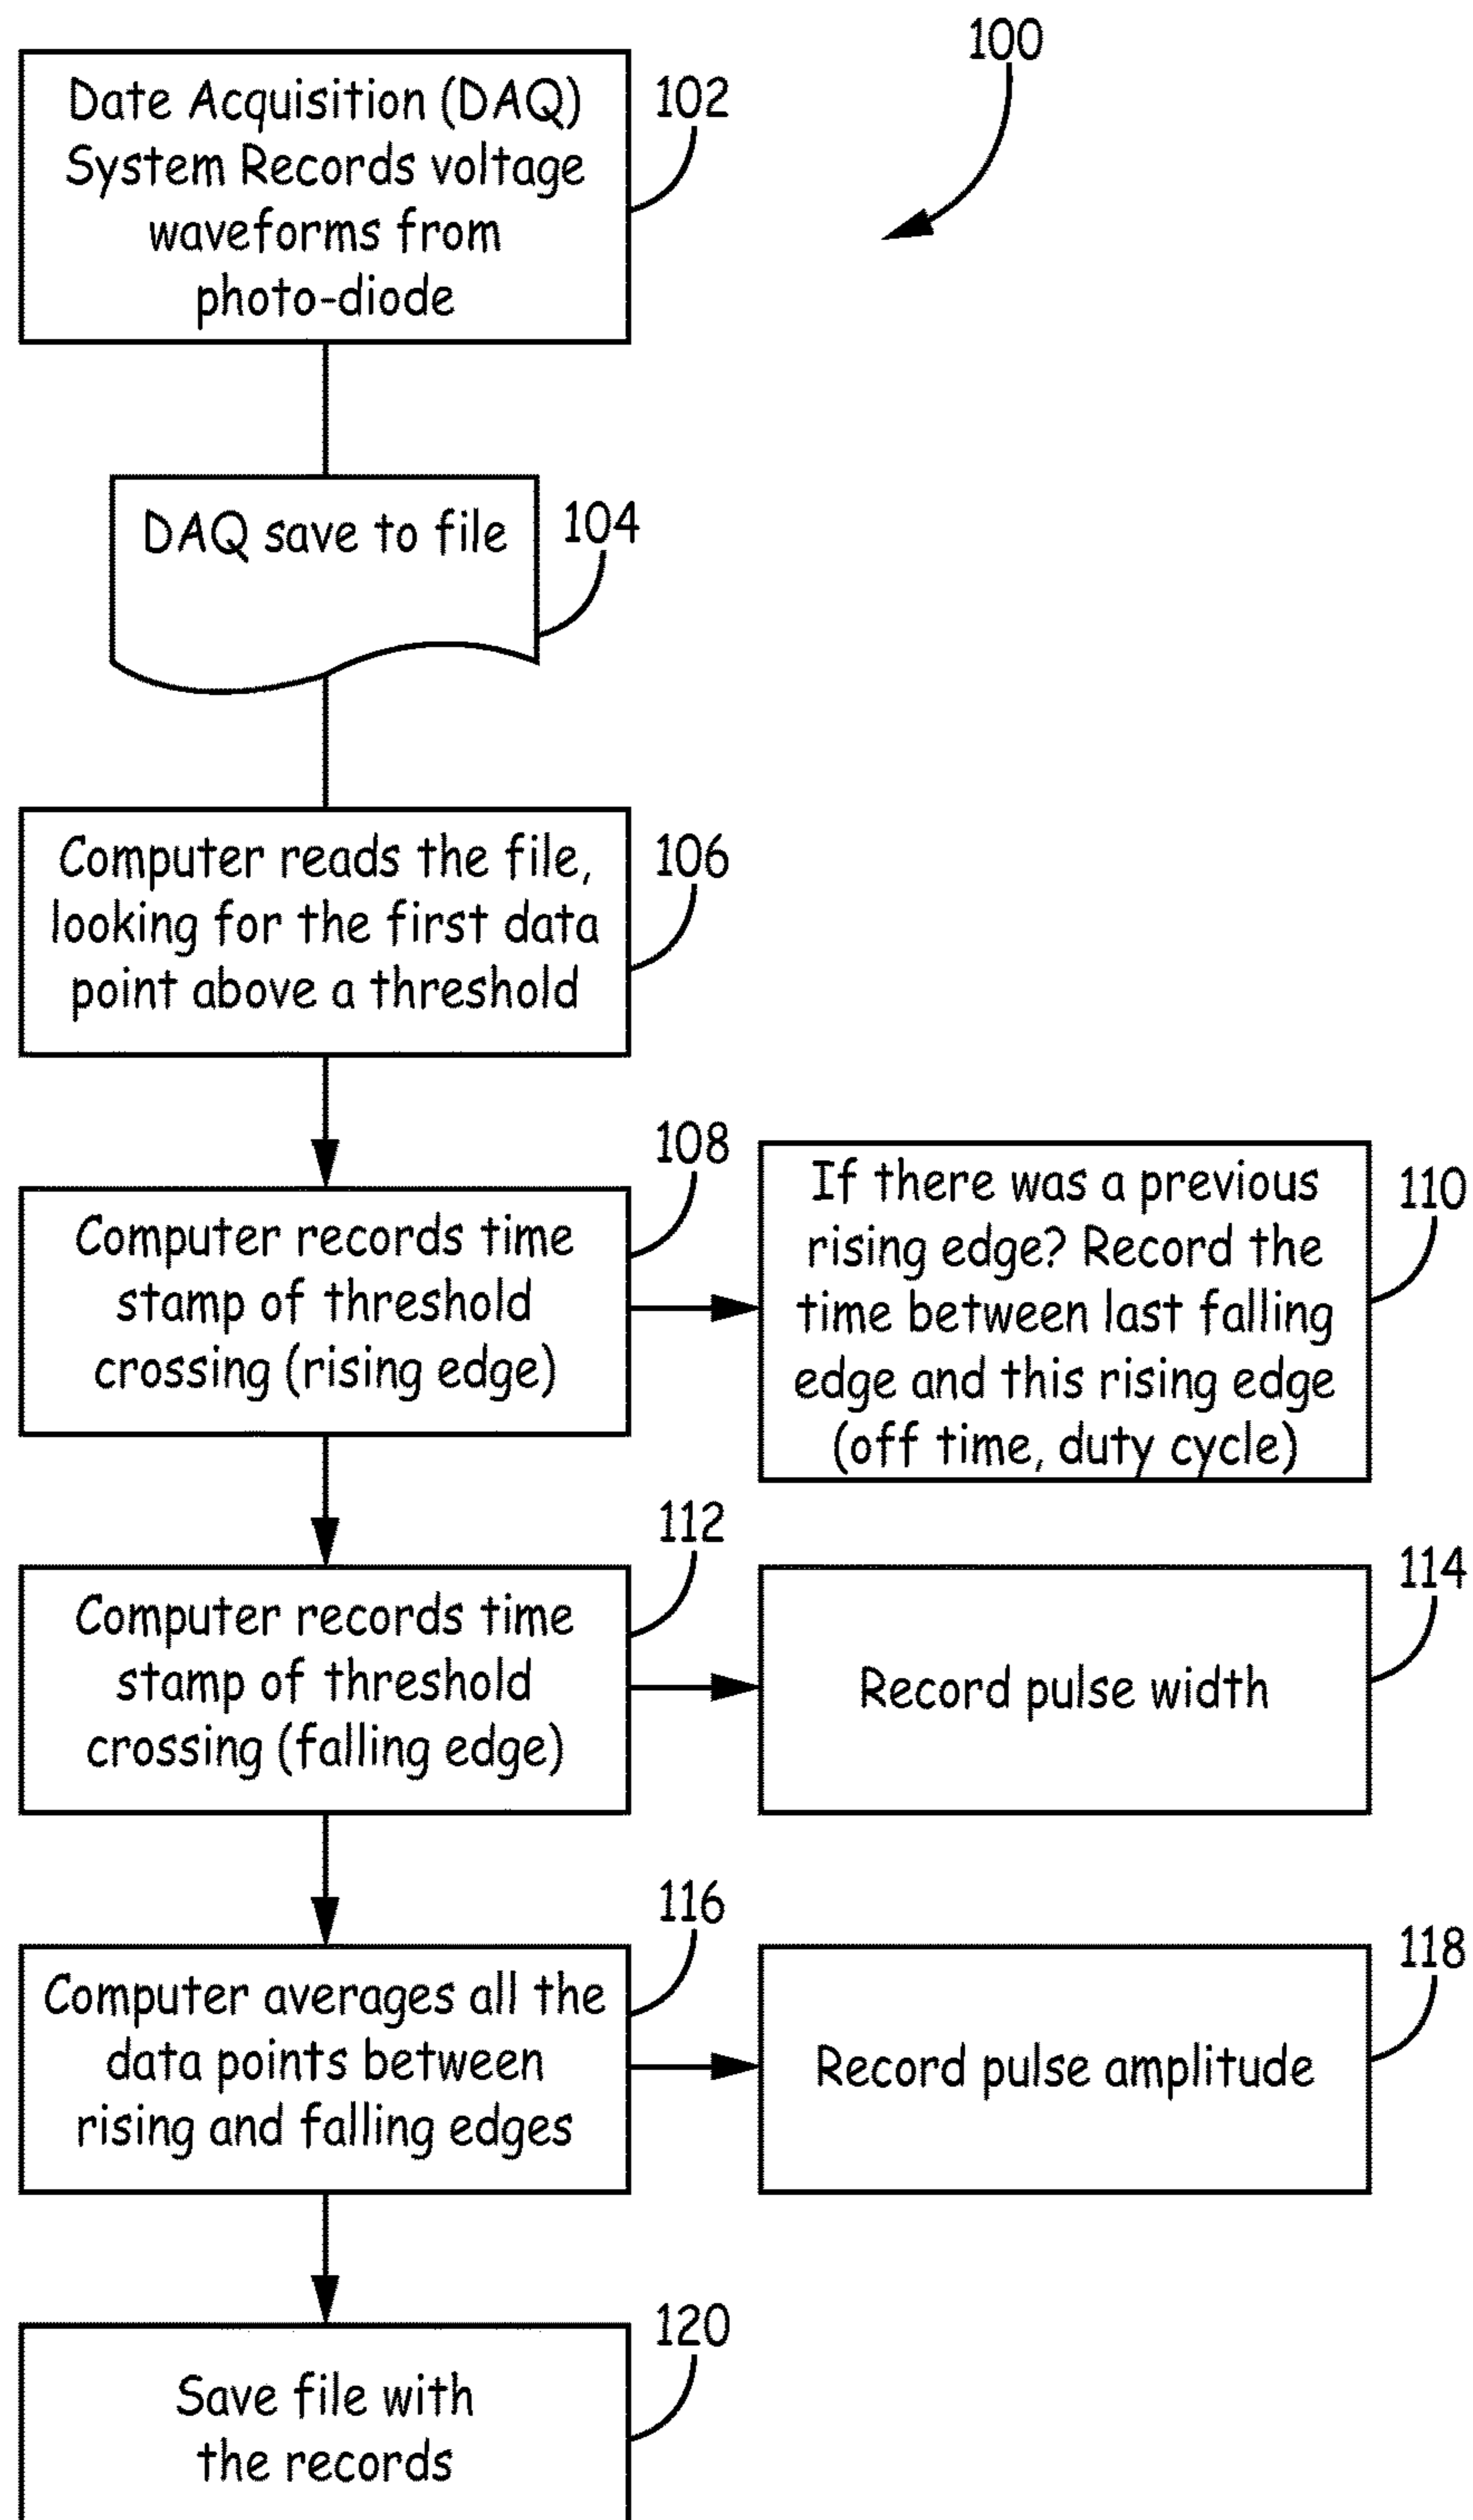 100
Date Acquisition (DAQ)
System Records voltage
waveforms from
photo-diode
102
DAQ save to file
104
Computer reads the file,
looking for the first data
point above a threshold
106
Computer records time
stamp of threshold
crossing (rising edge)
108
If there was a previous
rising edge? Record the
time between last falling
edge and this rising edge
(off time, duty cycle)
110
Computer records time
stamp of threshold
crossing (falling edge)
112
Record pulse width
114
Computer averages all the
data points between
rising and falling edges
116
Record pulse amplitude
118
Save file with
the records
120